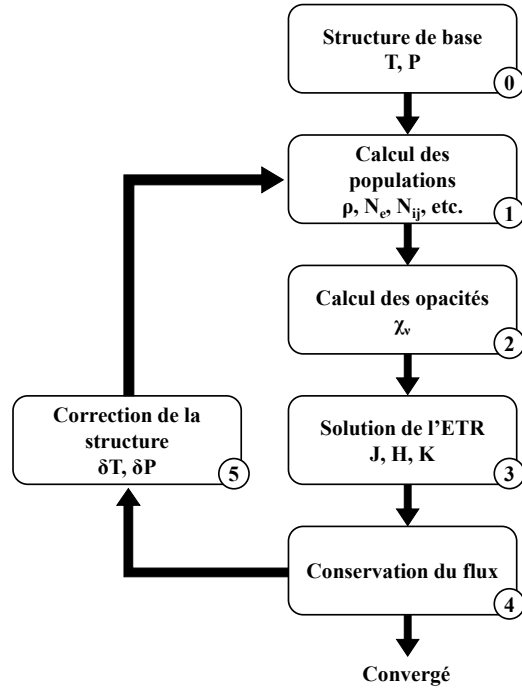 Structure de base
T, P
0
Calcul des
populations
ρ, Nₑ, Nᵢⱼ, etc.
1
Calcul des opacités
χᵥ
2
Solution de l’ETR
J, H, K
3
Correction de la
structure
δT, δP
5
Conservation du flux
4
Convergé